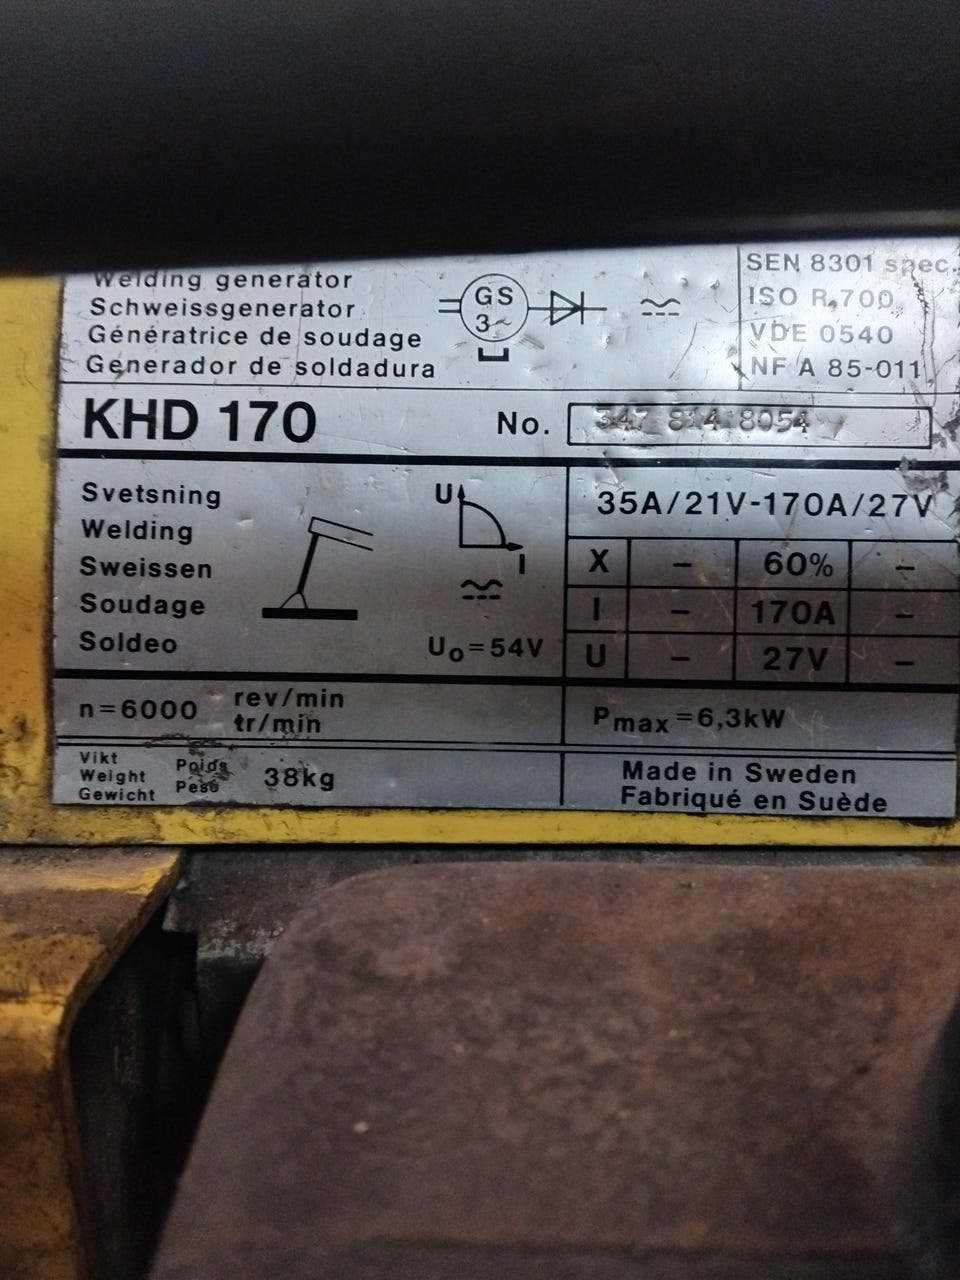 Welding generator
Schweissgenerator
Génératrice de soudage
Generador de soldadura
GS
3~
SEN 8301 spec.
ISO R 700
VDE 0540
NF A 85-011
KHD 170
No. 347 814 8054
Svetsning
Welding
Sweissen
Soudage
Soldeo
U
I
U₀=54V
35A/21V-170A/27V
X – 60% –
I – 170A –
U – 27V –
n=6000 rev/min
tr/min
Pmax=6,3kW
Vikt Poids
Weight
Gewicht Peso
38kg
Made in Sweden
Fabriqué en Suède